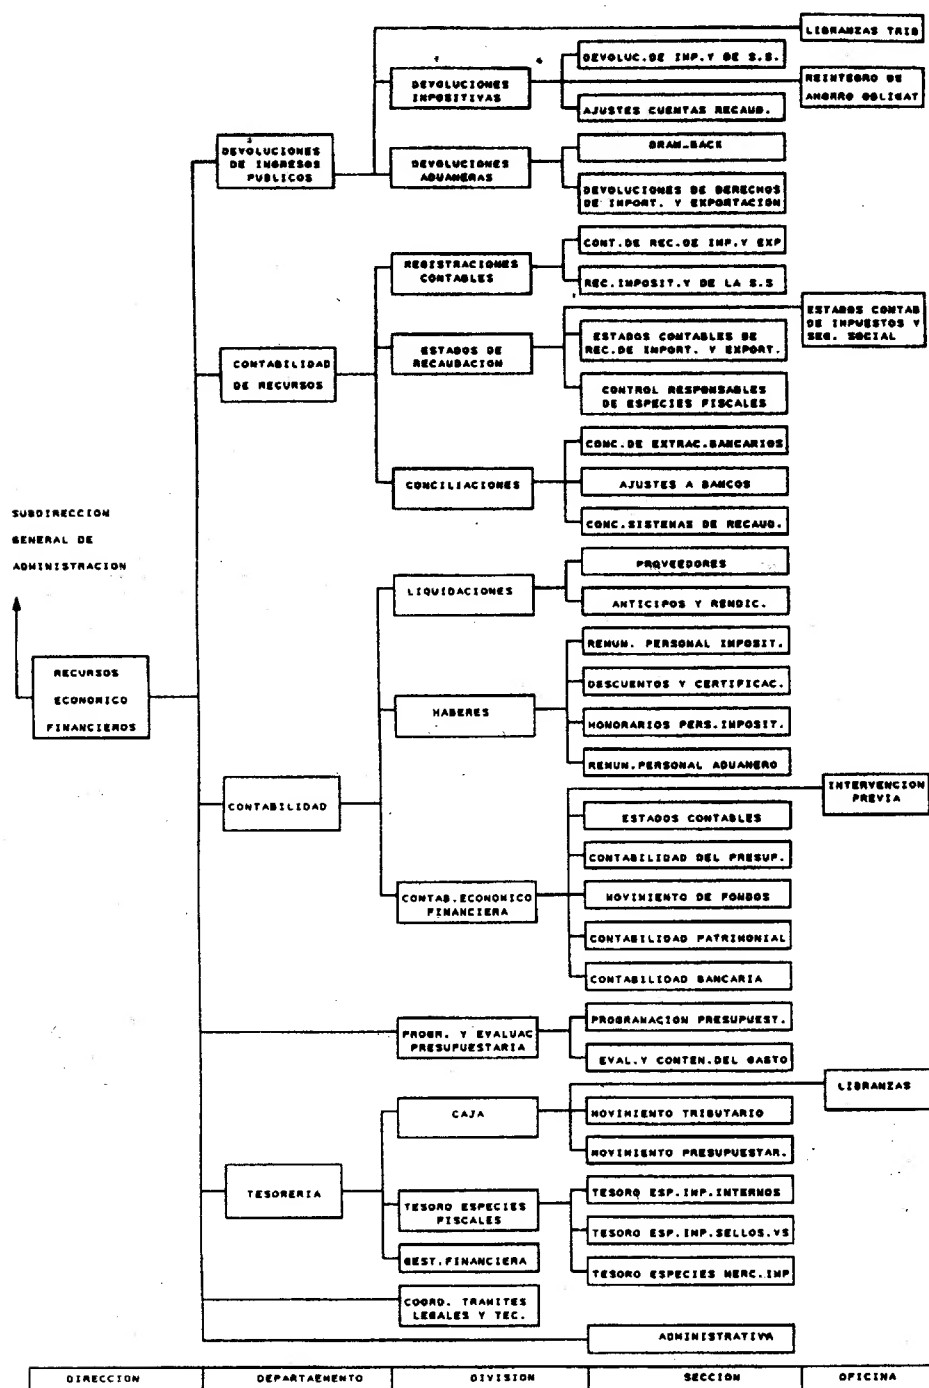 LIBRANZAS TRIB
DEVOLUC.DE IMP.Y DE S.S.
DEVOLUCIONES
IMPOSITIVAS
REINTEGRO DE
AHORRO OBLIGAT
AJUSTES CUENTAS RECAUD.
DEVOLUCIONES
DE INGRESOS
PUBLICOS
DRAW-BACK
DEVOLUCIONES
ADUANERAS
DEVOLUCIONES DE DERECHOS
DE IMPORT. Y EXPORTACION
CONT.DE REC.DE IMP.Y EXP
REGISTRACIONES
CONTABLES
REC.IMPOSIT.Y DE LA S.S
ESTADOS CONTAB
DE IMPUESTOS Y
SEG. SOCIAL
ESTADOS CONTABLES DE
REC.DE IMPORT. Y EXPORT.
ESTADOS DE
RECAUDACION
CONTABILIDAD
DE RECURSOS
CONTROL RESPONSABLES
DE ESPECIES FISCALES
CONC.DE EXTRAC.BANCARIOS
CONCILIACIONES
AJUSTES A BANCOS
CONC.SISTEMAS DE RECAUD.
SUBDIRECCION
GENERAL DE
ADMINISTRACION
PROVEEDORES
LIQUIDACIONES
ANTICIPOS Y RENDIC.
RECURSOS
ECONOMICO
FINANCIEROS
REMUN. PERSONAL IMPOSIT.
DESCUENTOS Y CERTIFICAC.
HABERES
HONORARIOS PERS.IMPOSIT.
REMUN.PERSONAL ADUANERO
INTERVENCION
PREVIA
CONTABILIDAD
ESTADOS CONTABLES
CONTABILIDAD DEL PRESUP.
CONTAB.ECONOMICO
FINANCIERA
MOVIMIENTO DE FONDOS
CONTABILIDAD PATRIMONIAL
CONTABILIDAD BANCARIA
PROGR. Y EVALUAC
PRESUPUESTARIA
PROGRAMACION PRESUPUEST.
EVAL.Y CONTEN.DEL GASTO
LIBRANZAS
CAJA
MOVIMIENTO TRIBUTARIO
MOVIMIENTO PRESUPUESTAR.
TESORERIA
TESORO ESPECIES
FISCALES
TESORO ESP.IMP.INTERNOS
TESORO ESP.IMP.SELLOS.VS
GEST.FINANCIERA
TESORO ESPECIES MERC.IMP
COORD. TRAMITES
LEGALES Y TEC.
ADMINISTRATIVA
DIRECCION DEPARTAEMENTO DIVISION SECCION OFICINA